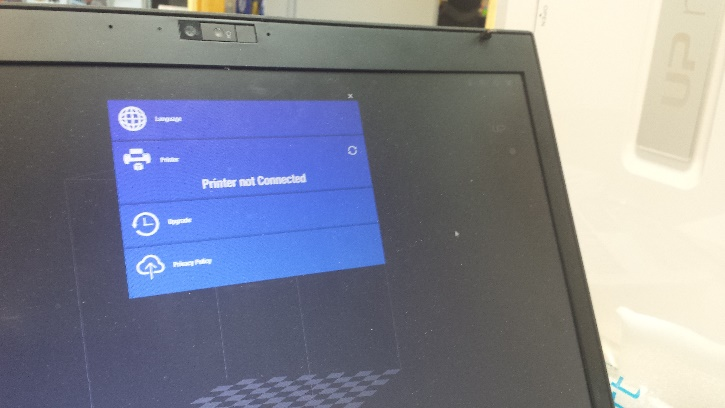 Language
Printer
Printer not Connected
Upgrade
Privacy Policy
UP